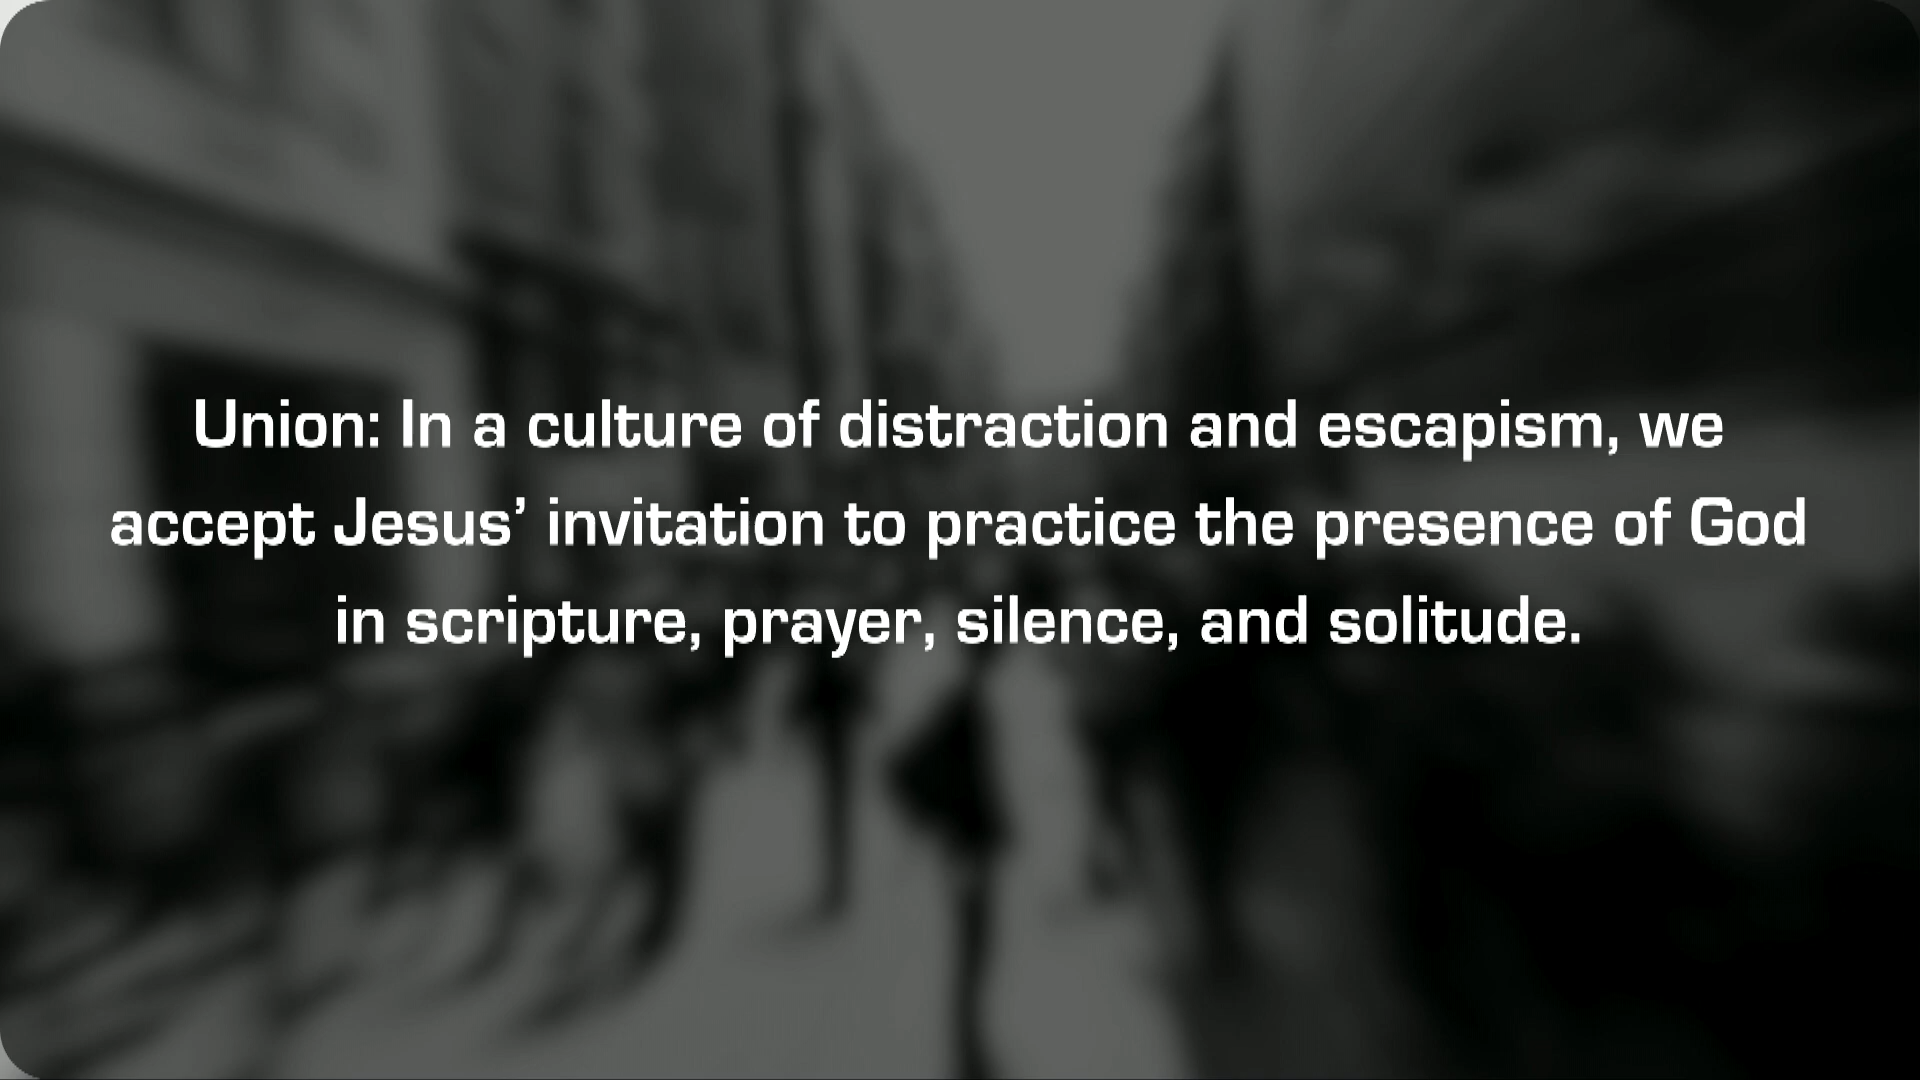 Union: In a culture of distraction and escapism, we
accept Jesus’ invitation to practice the presence of God
in scripture, prayer, silence, and solitude.